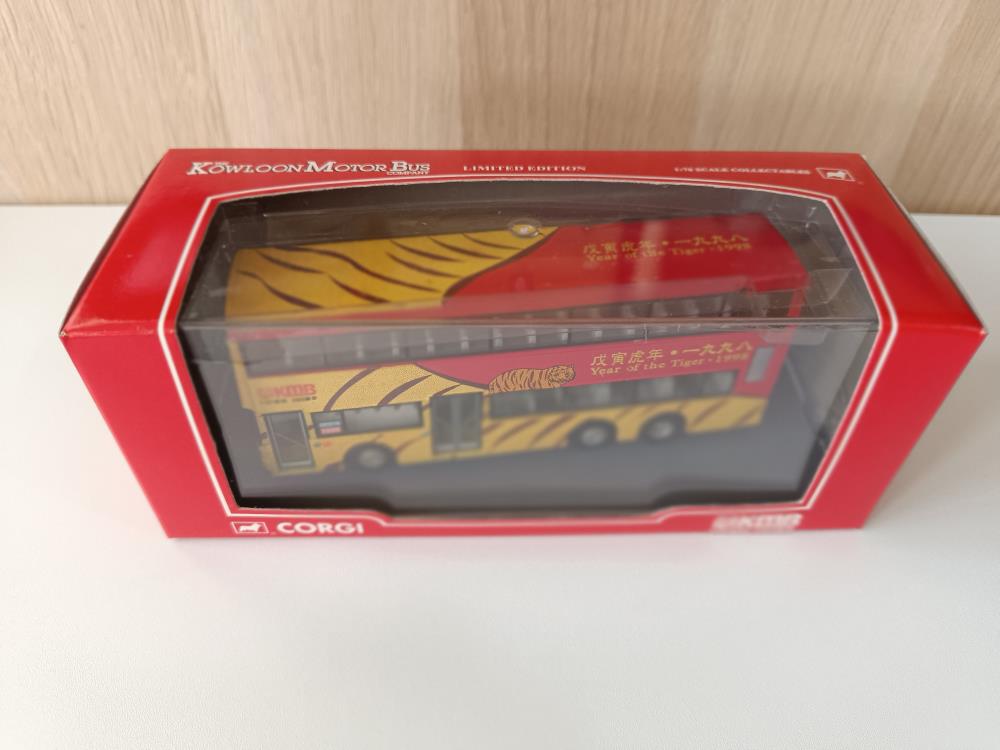 THE
KOWLOON MOTOR BUS
COMPANY
LIMITED EDITION
1/76 SCALE COLLECTABLES
戊寅虎年•一九九八
Year of the Tiger•1998
戊寅虎年•一九九八
Year of the Tiger•1998
KMB
CORGI
KMB